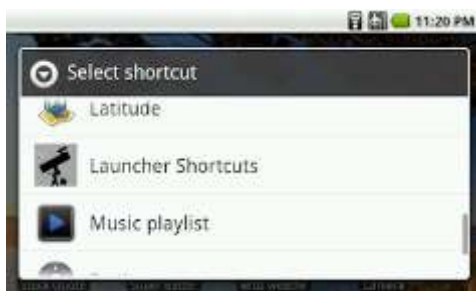 11:20 PM
Select shortcut
Latitude
Launcher Shortcuts
Music playlist